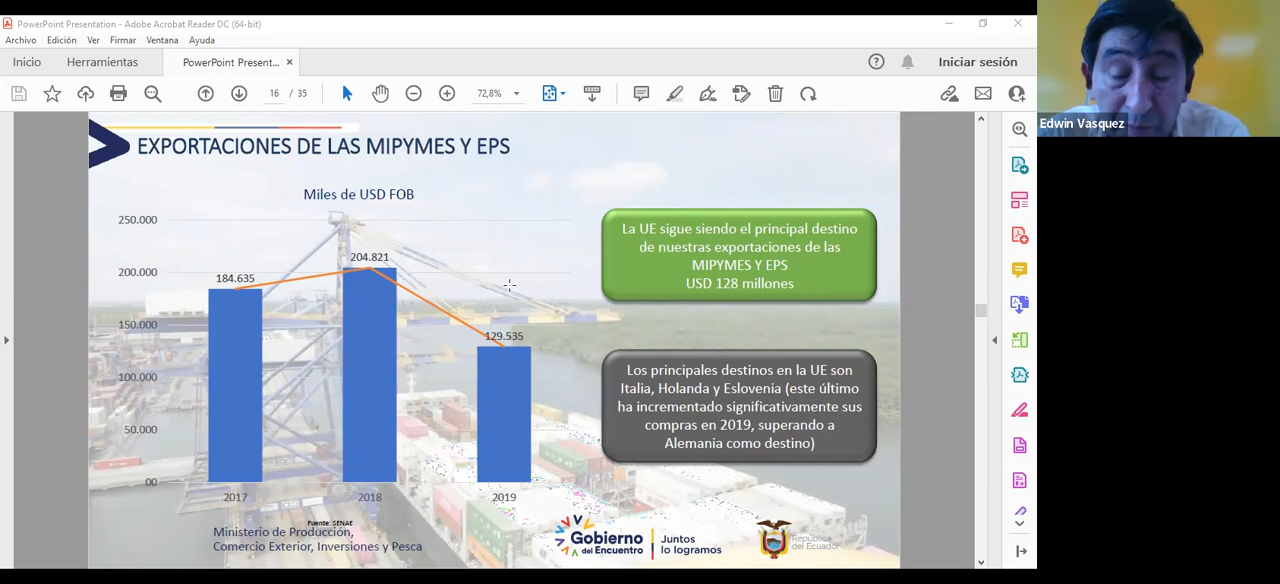 PowerPoint Presentation - Adobe Acrobat Reader DC (64-bit)
Archivo Edición Ver Firmar Ventana Ayuda
Inicio Herramientas PowerPoint Present... × Iniciar sesión
16 / 35 72,8%
Edwin Vasquez
EXPORTACIONES DE LAS MIPYMES Y EPS
Miles de USD FOB
250.000
200.000
150.000
100.000
50.000
00
184.635
204.821
129.535
2017 2018 2019
La UE sigue siendo el principal destino
de nuestras exportaciones de las
MIPYMES Y EPS
USD 128 millones
Los principales destinos en la UE son
Italia, Holanda y Eslovenia (este último
ha incrementado significativamente sus
compras en 2019, superando a
Alemania como destino)
Fuente: SENAE
Ministerio de Producción,
Comercio Exterior, Inversiones y Pesca
Gobierno
del Encuentro
Juntos
lo logramos
República
del Ecuador